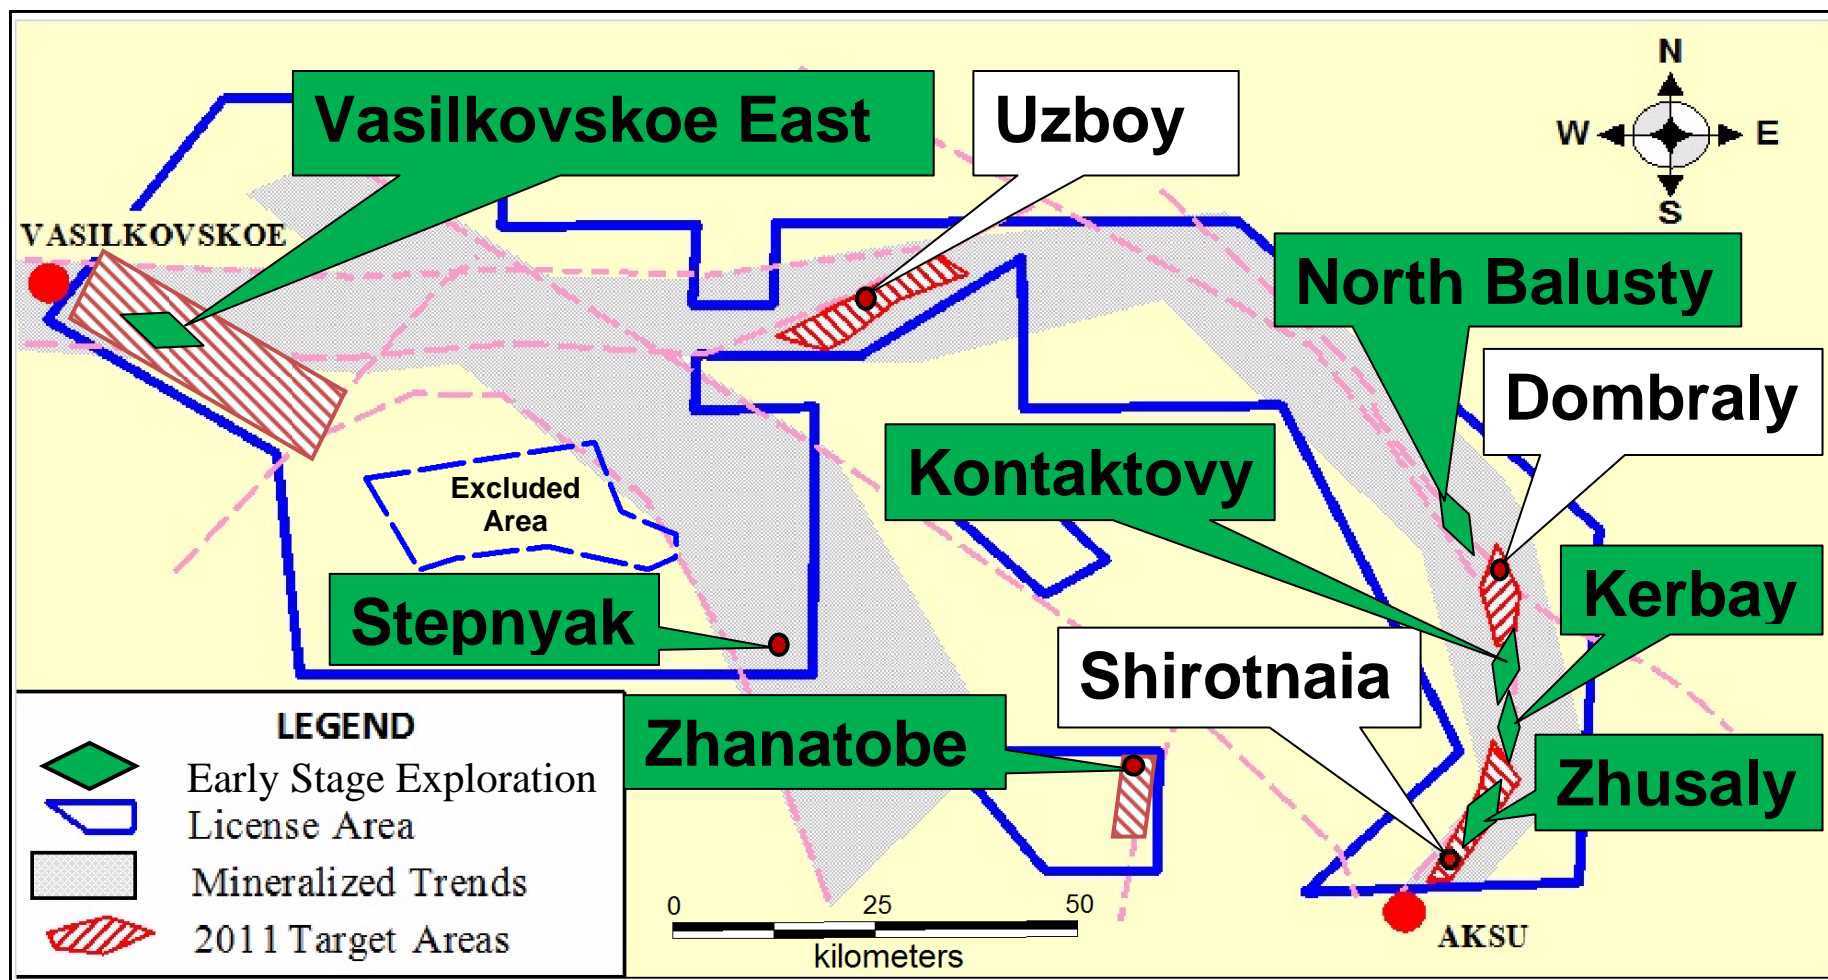 N
W E
S
Vasilkovskoe East
Uzboy
VASILKOVSKOE
North Balusty
Dombraly
Kontaktovy
Excluded
Area
Kerbay
Stepnyak
Shirotnaia
Zhanatobe
Zhusaly
LEGEND
Early Stage Exploration
License Area
Mineralized Trends
2011 Target Areas
0 25 50
kilometers
AKSU